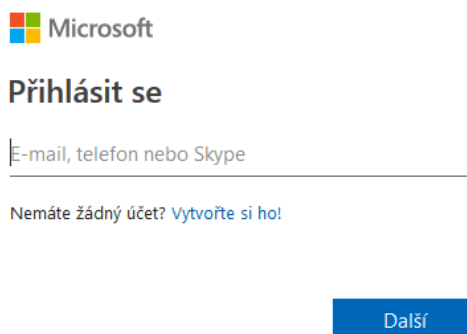 Microsoft
Přihlásit se
E-mail, telefon nebo Skype
Nemáte žádný účet? Vytvořte si ho!
Další